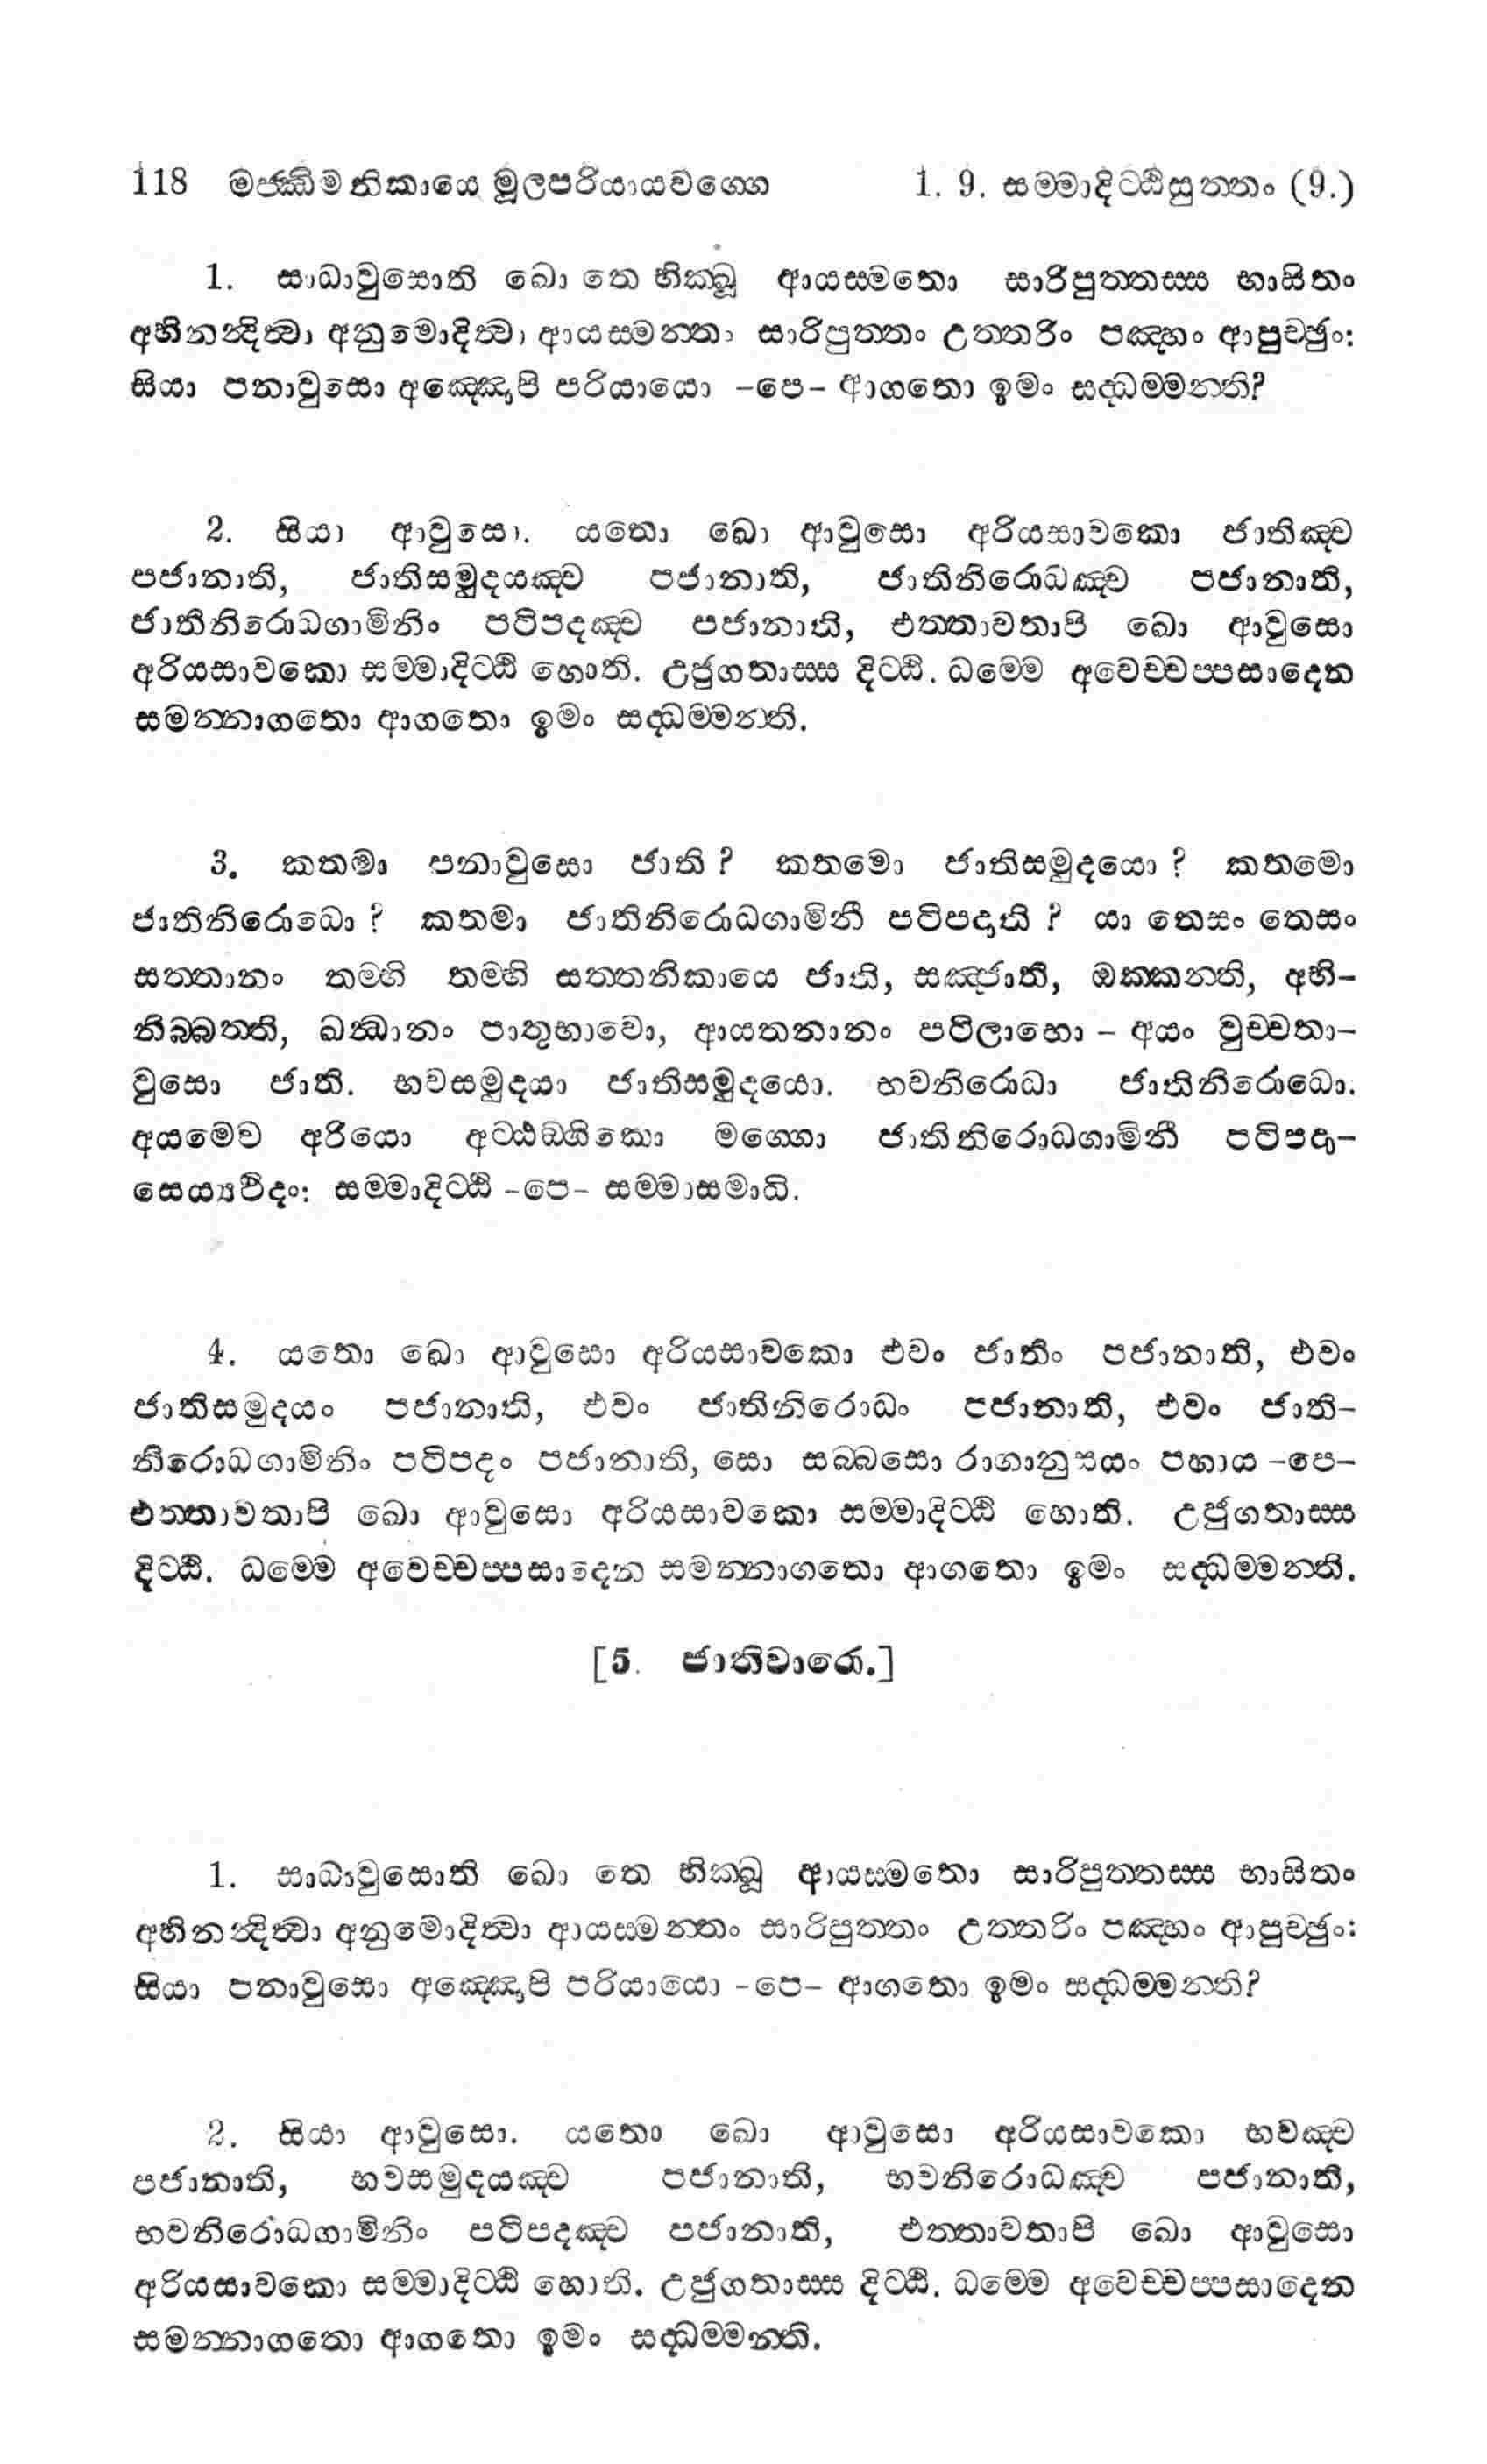 118 මජ්ඣිමනිකායෙ මූලපරියායවග්ගො 1. 9. සම්මාදිට්ඨිසුත්තං (9.)
1. සාධාවුසොති ඛො තෙ භික්ඛූ ආයස්මතො සාරිපුත්තස්ස භාසිතං
අභිනන්දිත්වා අනුමොදිත්වා ආයස්මන්තං සාරිපුත්තං උත්තරිං පඤ්හං ආපුච්ඡුං:
සියා පනාවුසො අඤ්ඤොපි පරියායො -පෙ- ආගතො ඉමං සද්ධම්මන්ති?
2. සියා ආවුසො. යතො ඛො ආවුසො අරියසාවකො ජාතිඤ්ච
පජානාති, ජාතිසමුදයඤ්ච පජානාති, ජාතිනිරොධඤ්ච පජානාති,
ජාතිනිරොධගාමිනිං පටිපදඤ්ච පජානාති, එත්තාවතාපි ඛො ආවුසො
අරියසාවකො සම්මාදිට්ඨි හොති. උජුගතාස්ස දිට්ඨි. ධම්මෙ අවෙච්චප්පසාදෙන
සමන්නාගතො ආගතො ඉමං සද්ධම්මන්ති.
3. කතමා පනාවුසො ජාති? කතමො ජාතිසමුදයො? කතමො
ජාතිනිරොධො? කතමා ජාතිනිරොධගාමිනී පටිපදාති? යා තෙසං තෙසං
සත්තානං තම්හි තම්හි සත්තනිකායෙ ජාති, සඤ්ජාති, ඔක්කන්ති, අභි-
නිබ්බත්ති, ඛන්ධානං පාතුභාවො, ආයතනානං පටිලාභො - අයං වුච්චතා-
වුසො ජාති. භවසමුදයා ජාතිසමුදයො. භවනිරොධා ජාතිනිරොධො.
අයමෙව අරියො අට්ඨඞ්ගිකො මග්ගො ජාතිනිරොධගාමිනී පටිපදා-
සෙය්‍යථිදං: සම්මාදිට්ඨි -පෙ- සම්මාසමාධි.
4. යතො ඛො ආවුසො අරියසාවකො එවං ජාතිං පජානාති, එවං
ජාතිසමුදයං පජානාති, එවං ජාතිනිරොධං පජානාති, එවං ජාති-
නිරොධගාමිනිං පටිපදං පජානාති, සො සබ්බසො රාගානුසයං පහාය -පෙ-
එත්තාවතාපි ඛො ආවුසො අරියසාවකො සම්මාදිට්ඨි හොති. උජුගතාස්ස
දිට්ඨි. ධම්මෙ අවෙච්චප්පසාදෙන සමන්නාගතො ආගතො ඉමං සද්ධම්මන්ති.
[5. ජාතිවාරො.]
1. සාධාවුසොති ඛො තෙ භික්ඛූ ආයස්මතො සාරිපුත්තස්ස භාසිතං
අභිනන්දිත්වා අනුමොදිත්වා ආයස්මන්තං සාරිපුත්තං උත්තරිං පඤ්හං ආපුච්ඡුං:
සියා පනාවුසො අඤ්ඤොපි පරියායො -පෙ- ආගතො ඉමං සද්ධම්මන්ති?
2. සියා ආවුසො. යතො ඛො ආවුසො අරියසාවකො භවඤ්ච
පජානාති, භවසමුදයඤ්ච පජානාති, භවනිරොධඤ්ච පජානාති,
භවනිරොධගාමිනිං පටිපදඤ්ච පජානාති, එත්තාවතාපි ඛො ආවුසො
අරියසාවකො සම්මාදිට්ඨි හොති. උජුගතාස්ස දිට්ඨි. ධම්මෙ අවෙච්චප්පසාදෙන
සමන්නාගතො ආගතො ඉමං සද්ධම්මන්ති.